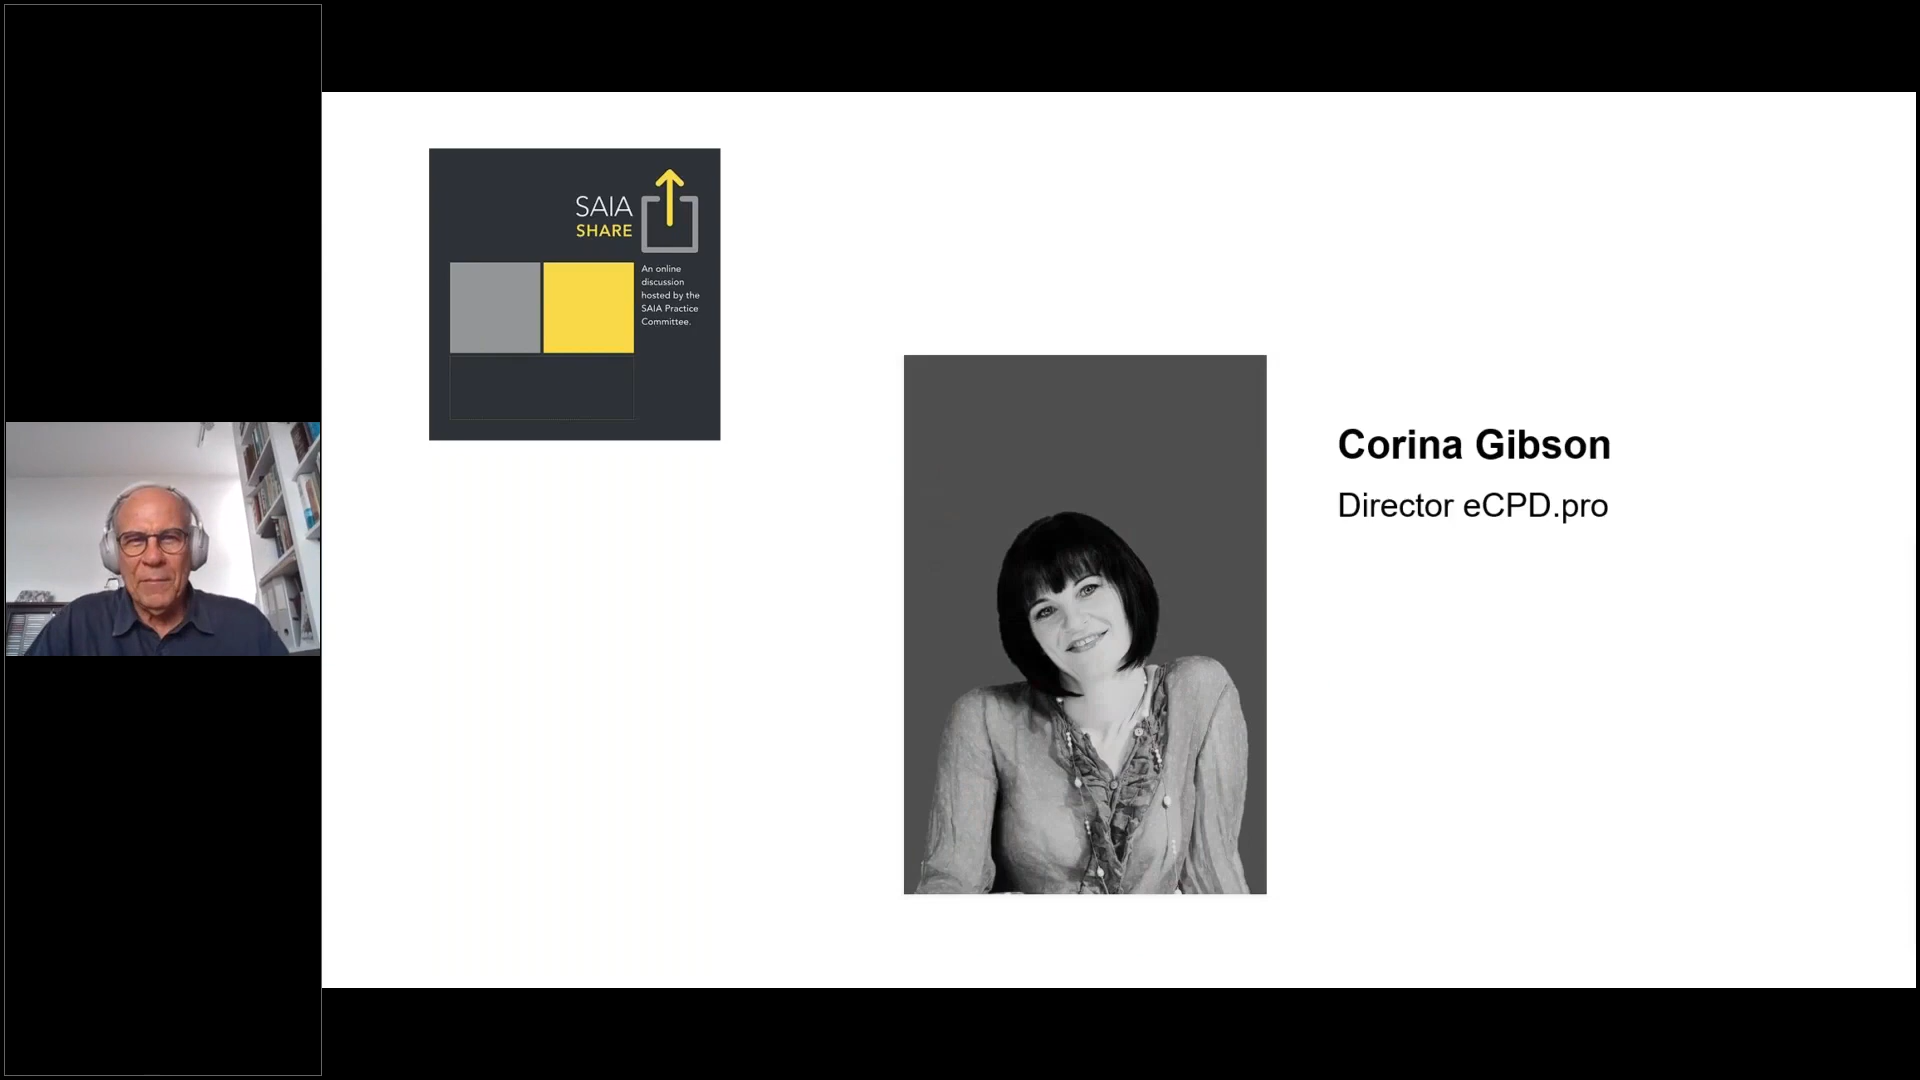 SAIA
SHARE
An online
discussion
hosted by the
SAIA Practice
Committee.
Corina Gibson
Director eCPD.pro